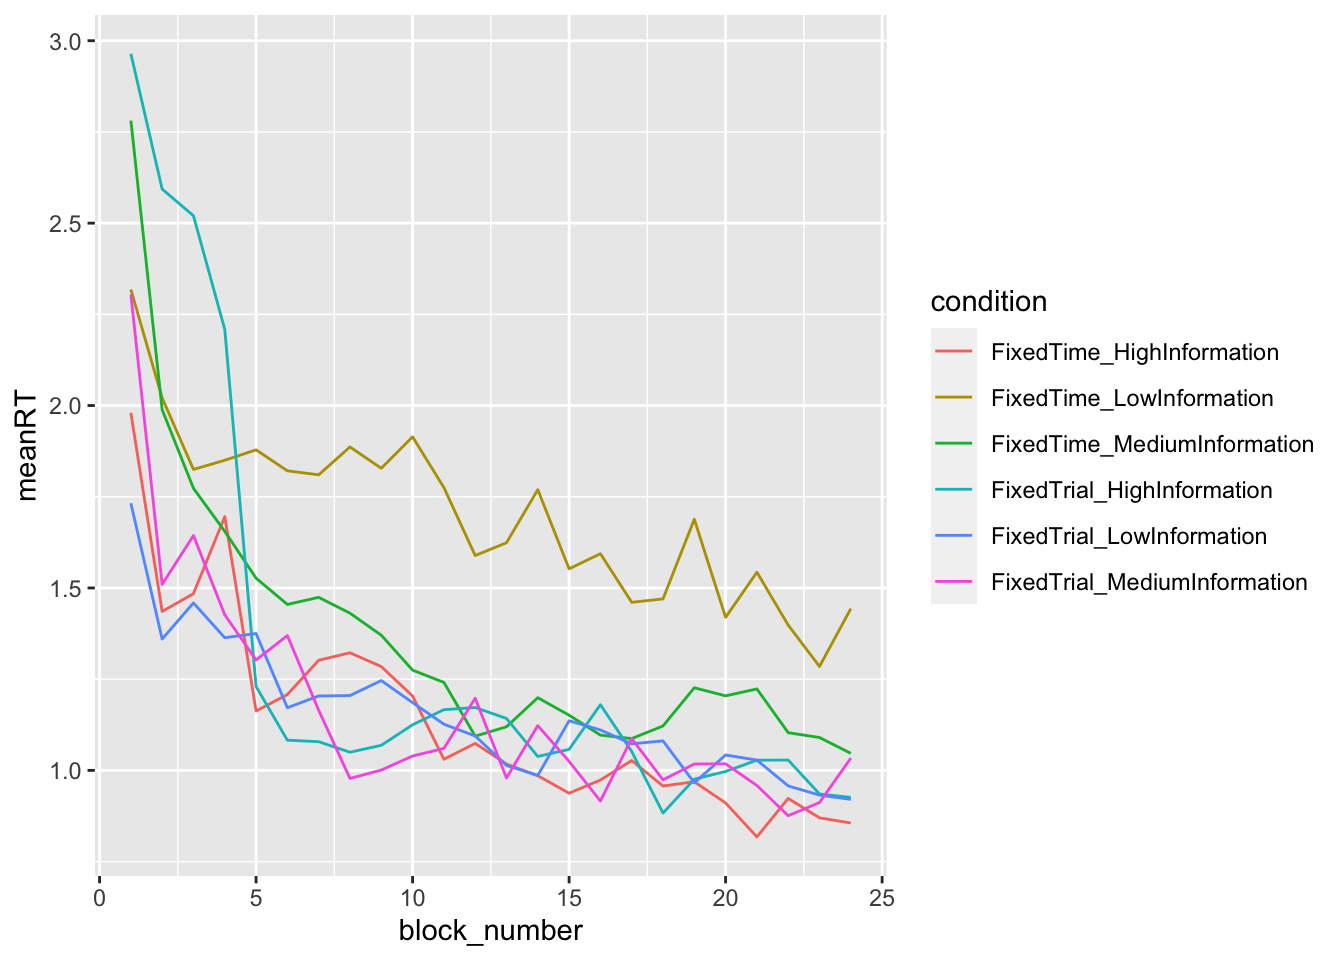 3.0
2.5
2.0
1.5
1.0
meanRT
0 5 10 15 20 25
block_number
condition
FixedTime_HighInformation
FixedTime_LowInformation
FixedTime_MediumInformation
FixedTrial_HighInformation
FixedTrial_LowInformation
FixedTrial_MediumInformation